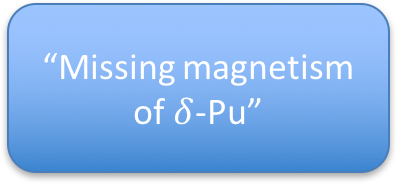 “Missing magnetism
of δ-Pu”